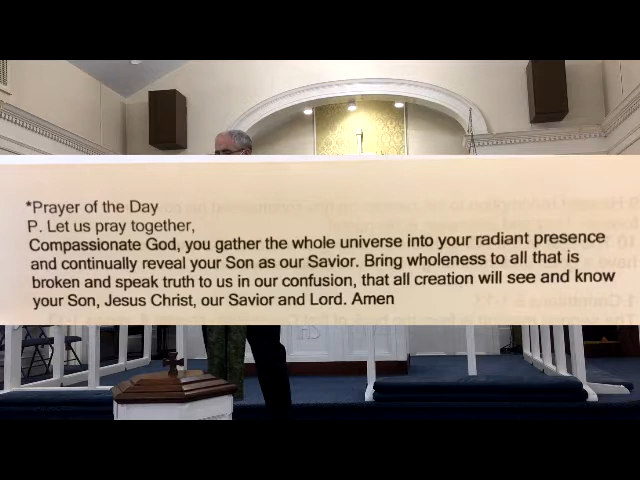 *Prayer of the Day
P. Let us pray together,
Compassionate God, you gather the whole universe into your radiant presence
and continually reveal your Son as our Savior. Bring wholeness to all that is
broken and speak truth to us in our confusion, that all creation will see and know
your Son, Jesus Christ, our Savior and Lord. Amen
IHS